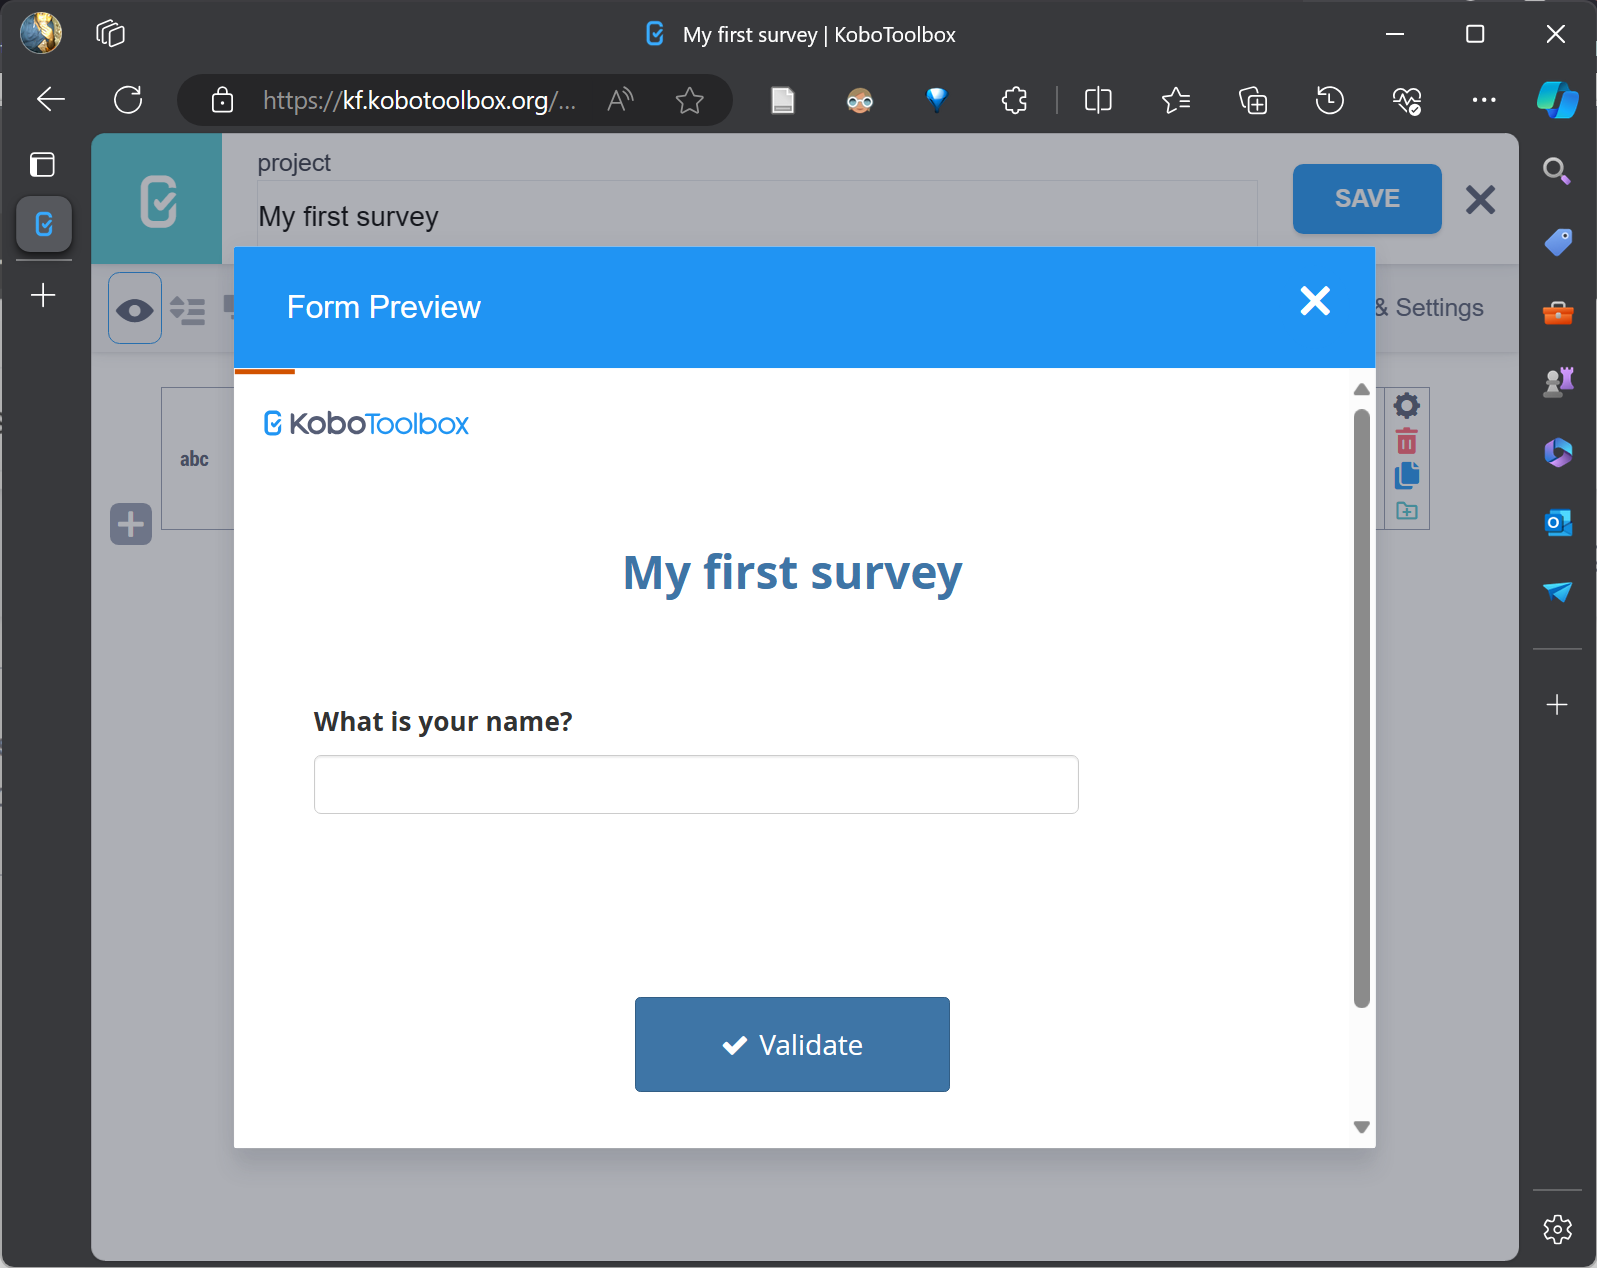 My first survey | KoboToolbox
https://kf.kobotoolbox.org/...
project
My first survey
SAVE
Form Preview
& Settings
KoboToolbox
abc
My first survey
What is your name?
Validate